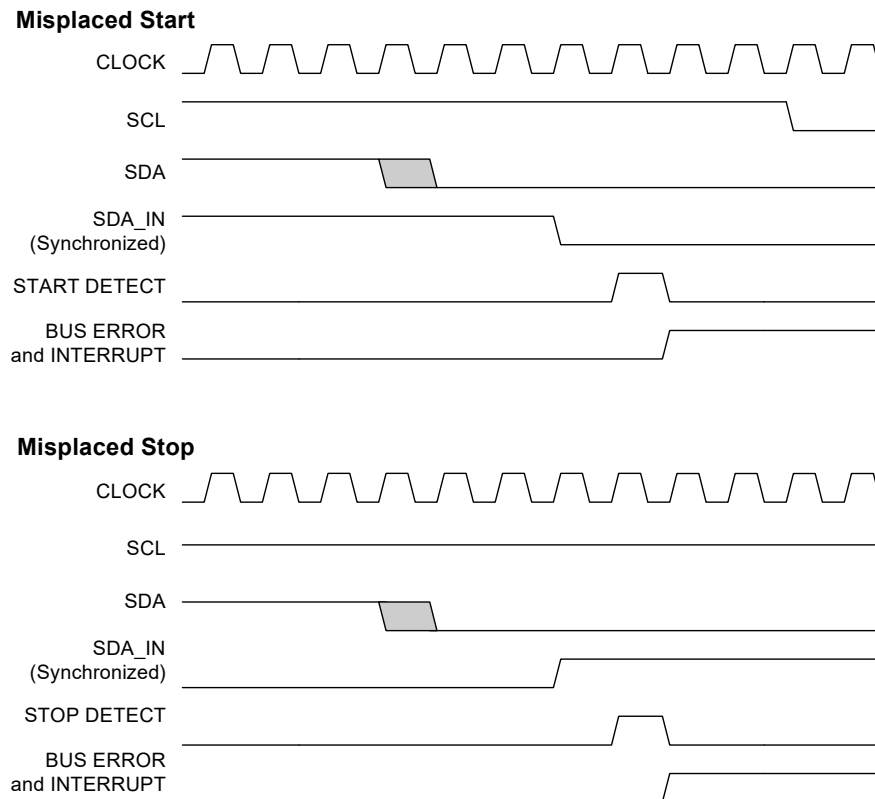 Misplaced Start
CLOCK
SCL
SDA
SDA_IN
(Synchronized)
START DETECT
BUS ERROR
and INTERRUPT
Misplaced Stop
CLOCK
SCL
SDA
SDA_IN
(Synchronized)
STOP DETECT
BUS ERROR
and INTERRUPT